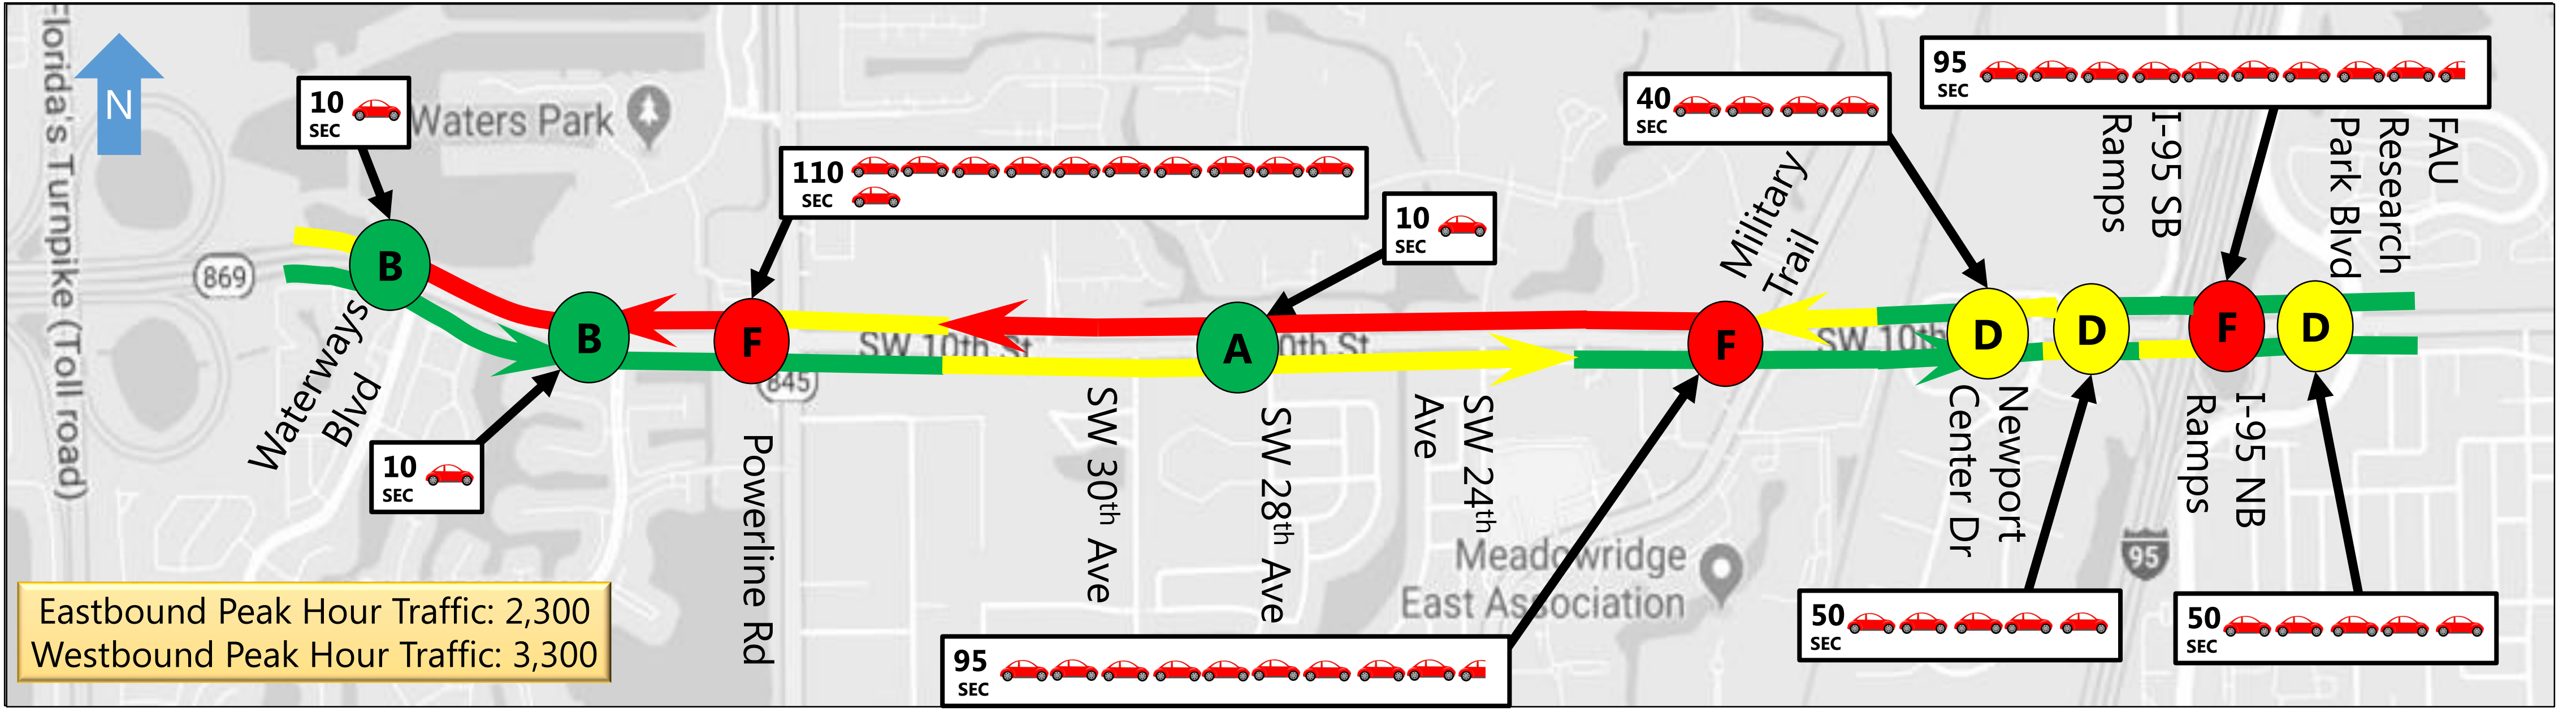 Florida's Turnpike (Toll road)
N
10
SEC
Waters Park
110
SEC
10
SEC
40
SEC
95
SEC
Military
Trail
I-95 SB
Ramps
FAU
Research
Park Blvd
869
B
B
F
A
F
D
D
F
D
SW 10th St
0th St
SW 10th
845
Waterways
Blvd
10
SEC
Powerline Rd
SW 30th Ave
SW 28th Ave
SW 24th
Ave
Newport
Center Dr
I-95 NB
Ramps
95
Meadowridge
East Association
Eastbound Peak Hour Traffic: 2,300
Westbound Peak Hour Traffic: 3,300
95
SEC
50
SEC
50
SEC